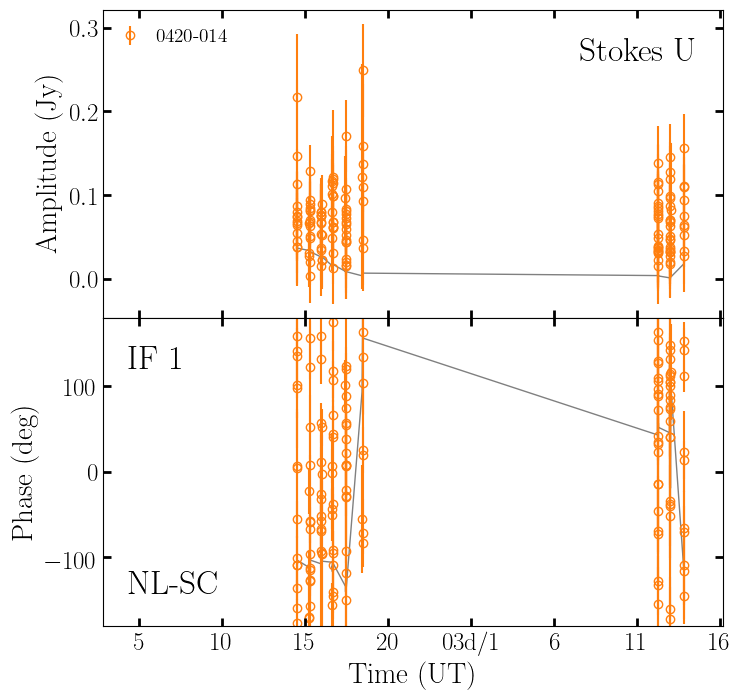 0420-014
Stokes U
0.3
0.2
0.1
0.0
Amplitude (Jy)
IF 1
100
0
−100
Phase (deg)
NL-SC
5 10 15 20 03d/1 6 11 16
Time (UT)